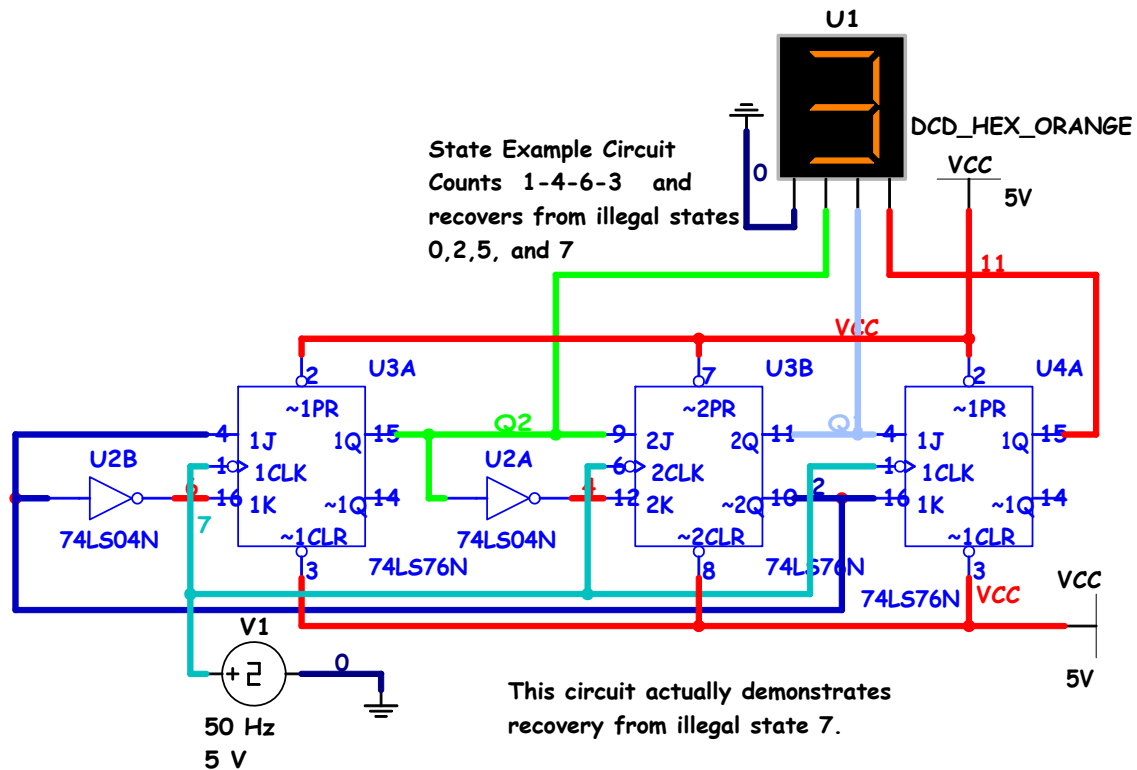 U1
DCD_HEX_ORANGE
State Example Circuit
Counts 1-4-6-3 and
recovers from illegal states
0,2,5, and 7
0
VCC
5V
11
VCC
U3A
2
~1PR
4
1J
1Q
15
1
1CLK
16
1K
~1Q
14
~1CLR
3
74LS76N
U2B
6
7
74LS04N
Q2
U2A
4
74LS04N
U3B
7
~2PR
9
2J
2Q
11
6
2CLK
12
2K
~2Q
10
2
~2CLR
8
74LS76N
U4A
2
~1PR
4
1J
1Q
15
1
1CLK
16
1K
~1Q
14
~1CLR
3
74LS76N
VCC
VCC
5V
V1
0
50 Hz
5 V
This circuit actually demonstrates
recovery from illegal state 7.